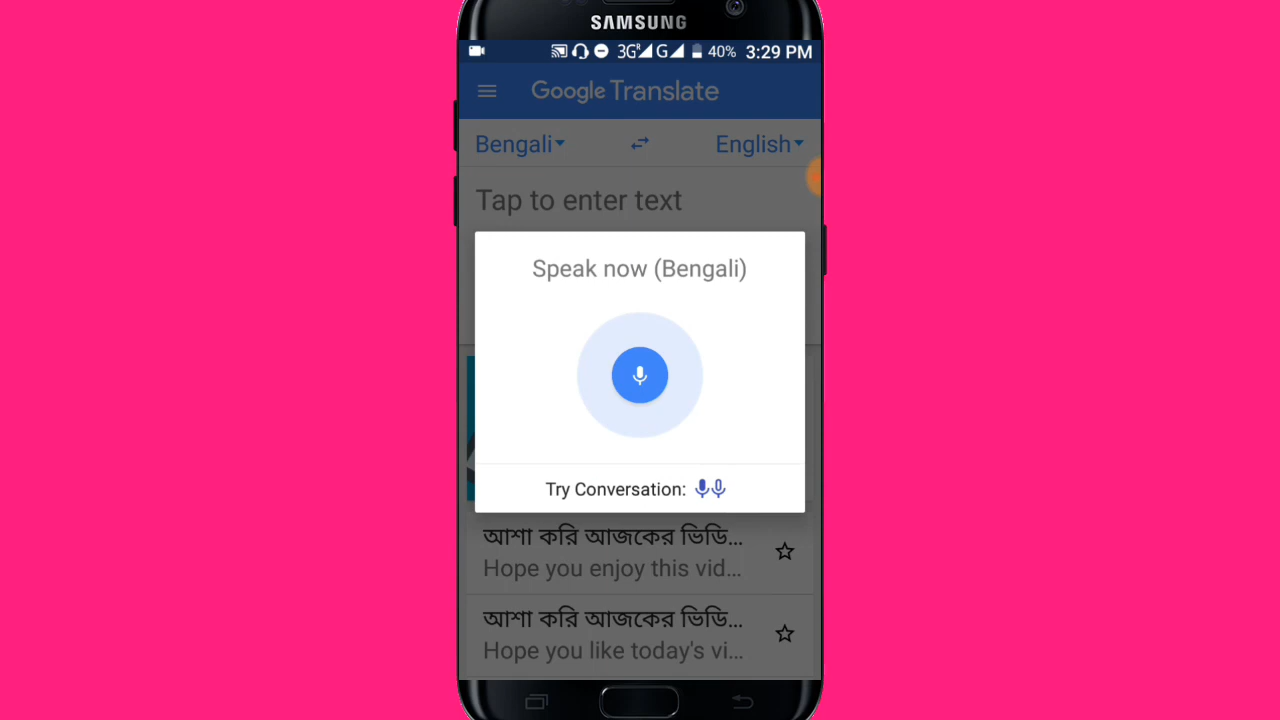 SAMSUNG
3G R G 40% 3:29 PM
Google Translate
Bengali English
Tap to enter text
Speak now (Bengali)
Try Conversation:
আশা করি আজকের ভিডি...
Hope you enjoy this vid...
আশা করি আজকের ভিডি...
Hope you like today's vi...